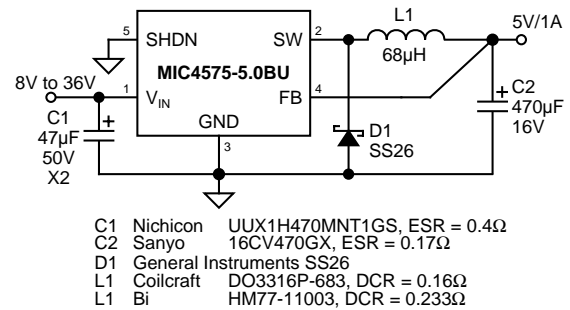 L1
5V/1A
5 SHDN SW 2
68µH
MIC4575-5.0BU
8V to 36V
1 VIN FB 4
C2
470µF
16V
GND
3
C1
47µF
50V
X2
D1
SS26
C1 Nichicon UUX1H470MNT1GS, ESR = 0.4Ω
C2 Sanyo 16CV470GX, ESR = 0.17Ω
D1 General Instruments SS26
L1 Coilcraft DO3316P-683, DCR = 0.16Ω
L1 Bi HM77-11003, DCR = 0.233Ω